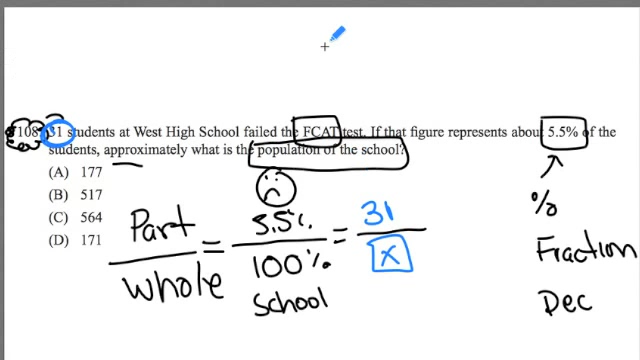 108 31 students at West High School failed the FCAT test. If that figure represents about 5.5% of the
students, approximately what is the population of the school?
(A) 177
(B) 517
(C) 564
(D) 171
Part = 5.5% = 31
whole 100% x
school
%
Fraction
Dec